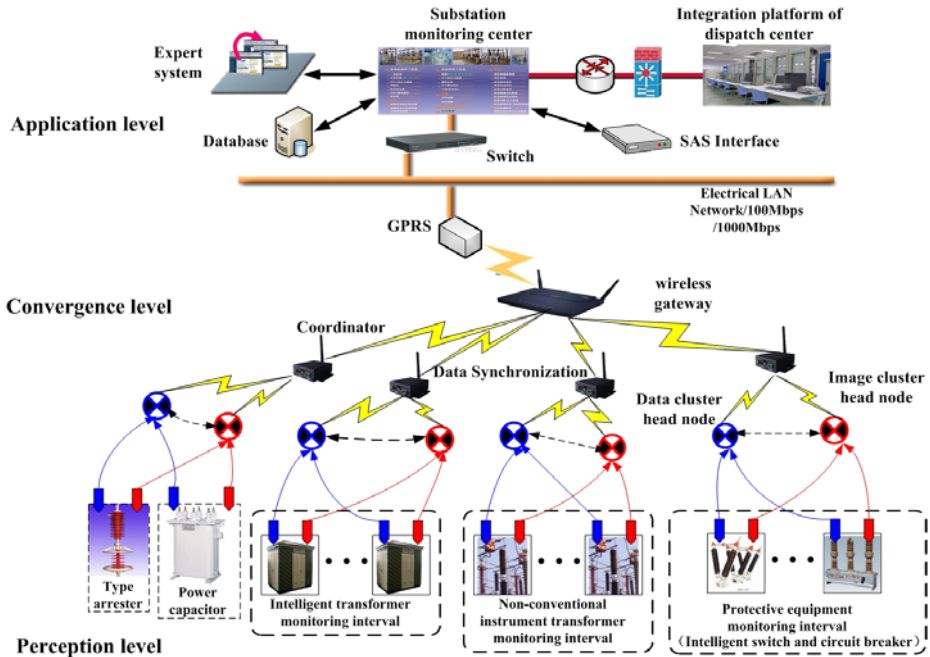 Substation
monitoring center
Integration platform of
dispatch center
Expert
system
Application level
Database
Switch
SAS Interface
Electrical LAN
Network/100Mbps
/1000Mbps
GPRS
Convergence level
wireless
gateway
Coordinator
Data Synchronization
Data cluster
head node
Image cluster
head node
Type
arrester
Power
capacitor
Intelligent transformer
monitoring interval
Non-conventional
instrument transformer
monitoring interval
Protective equipment
monitoring interval
(Intelligent switch and circuit breaker)
Perception level